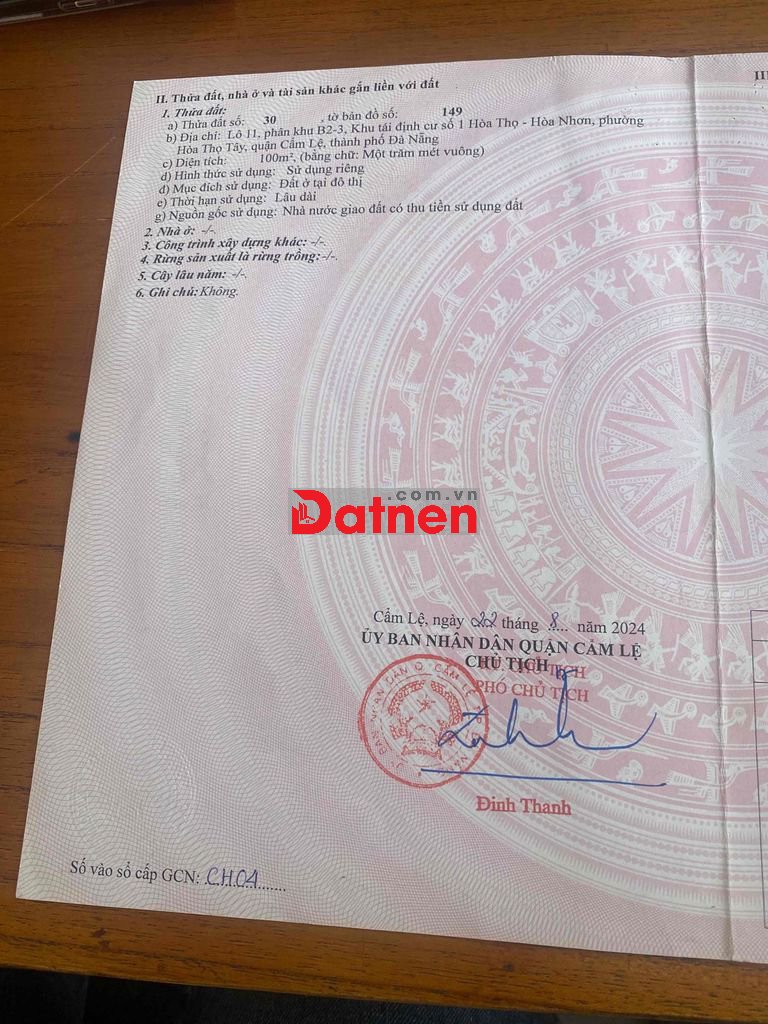 II. Thửa đất, nhà ở và tài sản khác gắn liền với đất
III
1. Thửa đất:
a) Thửa đất số: 30 , tờ bản đồ số: 149
b) Địa chỉ: Lô 11, phân khu B2-3, Khu tái định cư số 1 Hòa Thọ - Hòa Nhơn, phường
Hòa Thọ Tây, quận Cẩm Lệ, thành phố Đà Nẵng
c) Diện tích: 100m², (bằng chữ: Một trăm mét vuông)
d) Hình thức sử dụng: Sử dụng riêng
đ) Mục đích sử dụng: Đất ở tại đô thị
e) Thời hạn sử dụng: Lâu dài
g) Nguồn gốc sử dụng: Nhà nước giao đất có thu tiền sử dụng đất
2. Nhà ở: -/-.
3. Công trình xây dựng khác: -/-.
4. Rừng sản xuất là rừng trồng: -/-.
5. Cây lâu năm: -/-.
6. Ghi chú: Không.
Datnen .com.vn
Cẩm Lệ, ngày 22 tháng 8 năm 2024
ỦY BAN NHÂN DÂN QUẬN CẨM LỆ
CHỦ TỊCH
PHÓ CHỦ TỊCH
Đinh Thanh
Số vào sổ cấp GCN: CH04